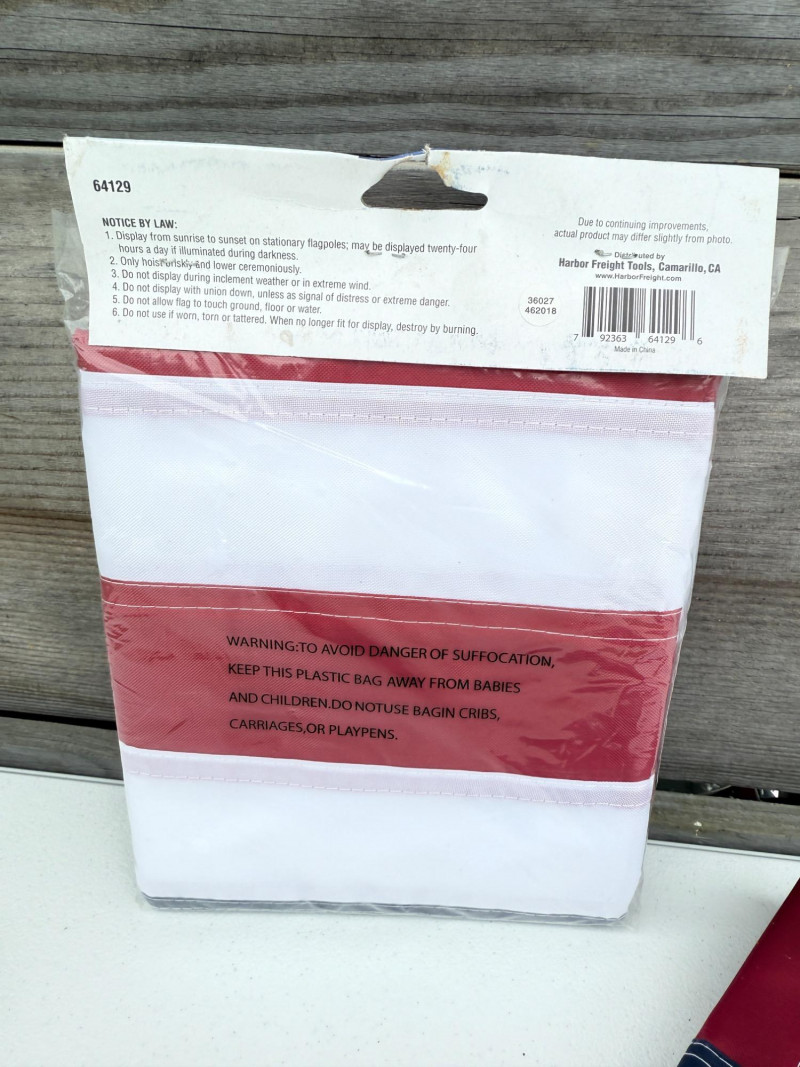 64129
NOTICE BY LAW:
1. Display from sunrise to sunset on stationary flagpoles; may be displayed twenty-four
hours a day if illuminated during darkness.
2. Only hoist briskly and lower ceremoniously.
3. Do not display during inclement weather or in extreme wind.
4. Do not display with union down, unless as signal of distress or extreme danger.
5. Do not allow flag to touch ground, floor or water.
6. Do not use if worn, torn or tattered. When no longer fit for display, destroy by burning.
Due to continuing improvements,
actual product may differ slightly from photo.
Distributed by
Harbor Freight Tools, Camarillo, CA
www.HarborFreight.com
36027
462018
7 92363 64129 6
Made in China
WARNING:TO AVOID DANGER OF SUFFOCATION,
KEEP THIS PLASTIC BAG AWAY FROM BABIES
AND CHILDREN.DO NOTUSE BAGIN CRIBS,
CARRIAGES,OR PLAYPENS.